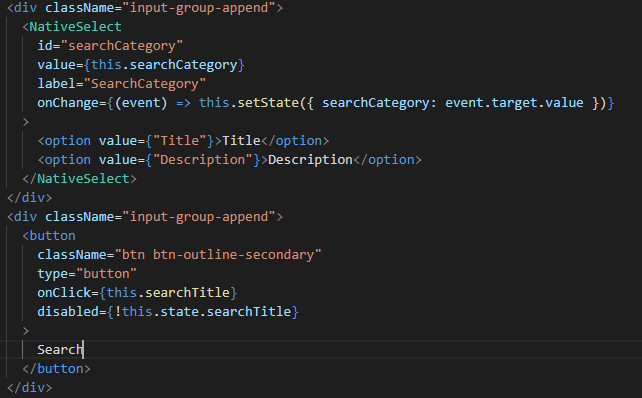 <div className="input-group-append">
<NativeSelect
id="searchCategory"
value={this.searchCategory}
label="SearchCategory"
onChange={(event) => this.setState({ searchCategory: event.target.value })}
>
<option value={"Title"}>Title</option>
<option value={"Description"}>Description</option>
</NativeSelect>
</div>
<div className="input-group-append">
<button
className="btn btn-outline-secondary"
type="button"
onClick={this.searchTitle}
disabled={!this.state.searchTitle}
>
Search
</button>
</div>